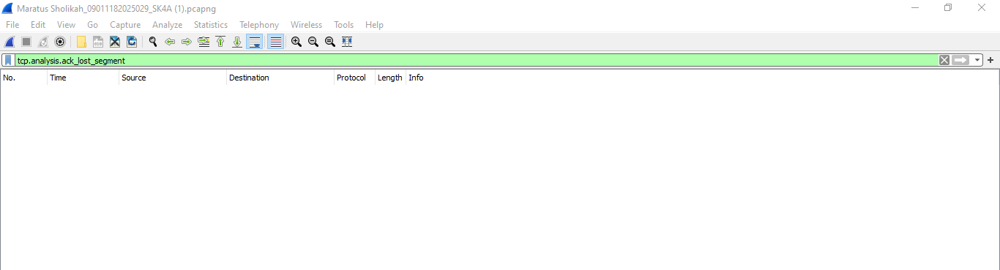 Maratus Sholikah_09011182025029_SK4A (1).pcapng
File Edit View Go Capture Analyze Statistics Telephony Wireless Tools Help
tcp.analysis.ack_lost_segment
No. Time Source Destination Protocol Length Info